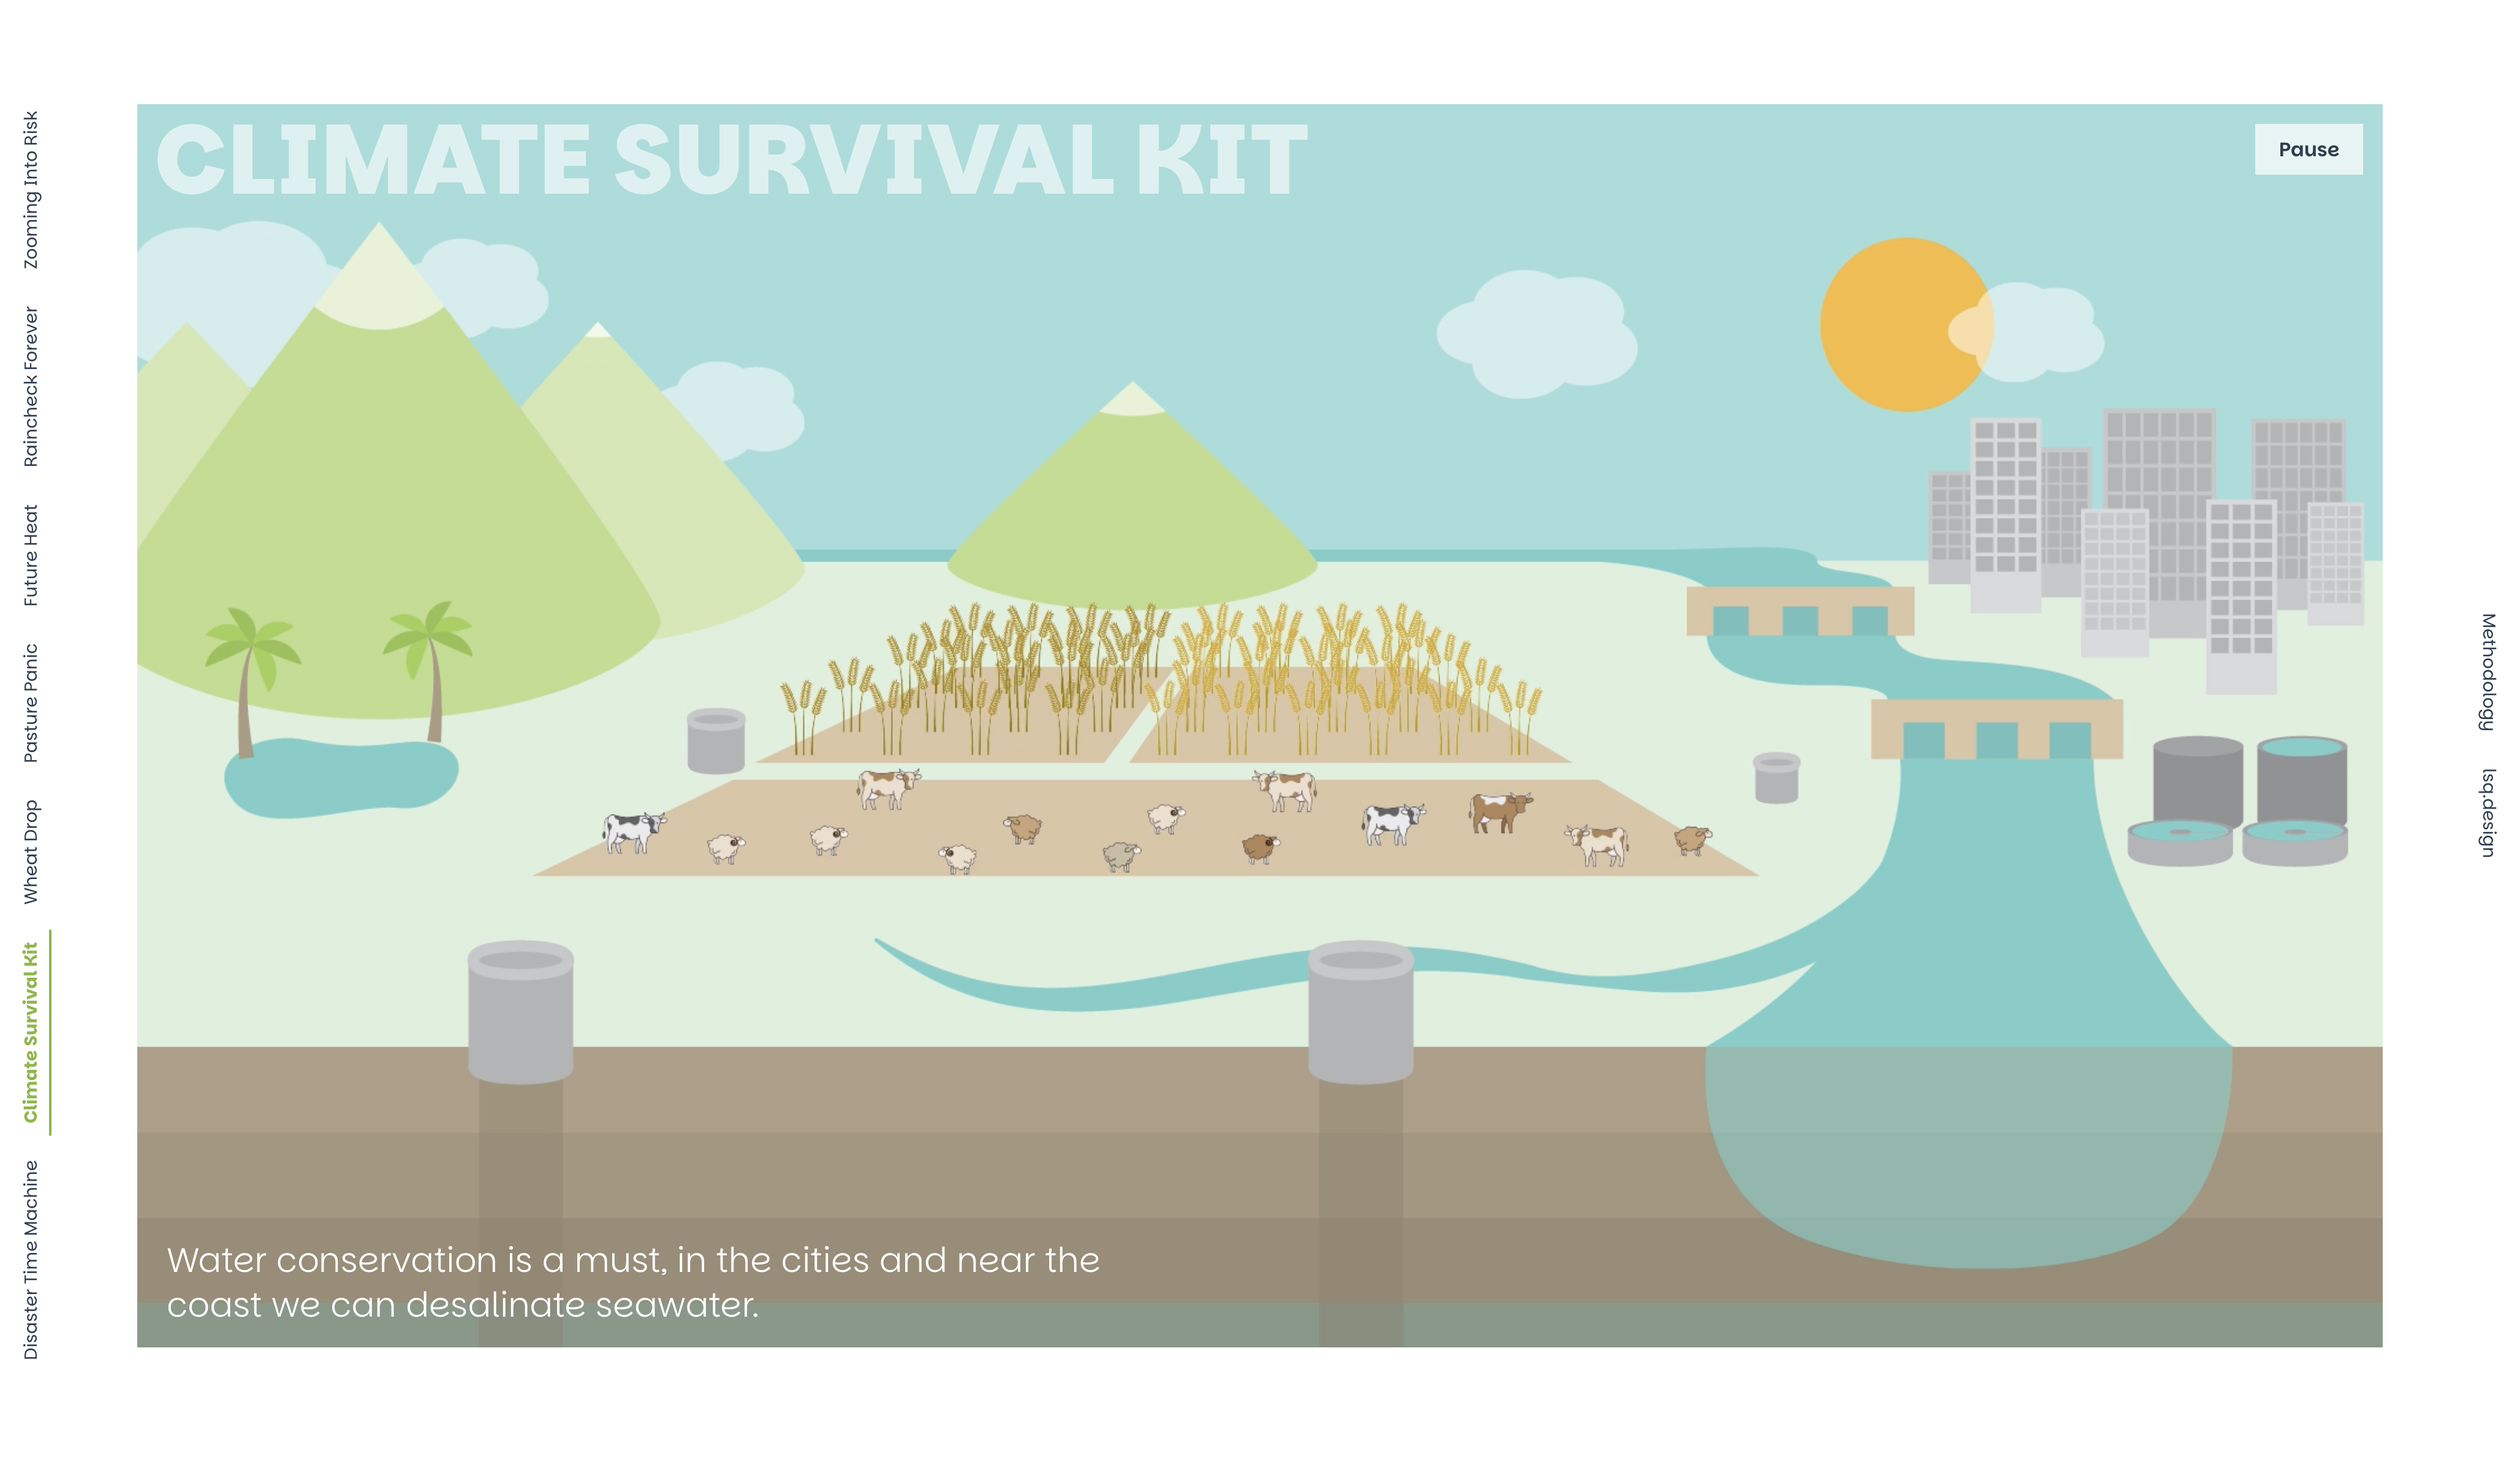 CLIMATE SURVIVAL KIT
Pause
Zooming Into Risk
Raincheck Forever
Future Heat
Pasture Panic
Wheat Drop
Climate Survival Kit
Disaster Time Machine
Methodology
lsq.design
Water conservation is a must, in the cities and near the
coast we can desalinate seawater.